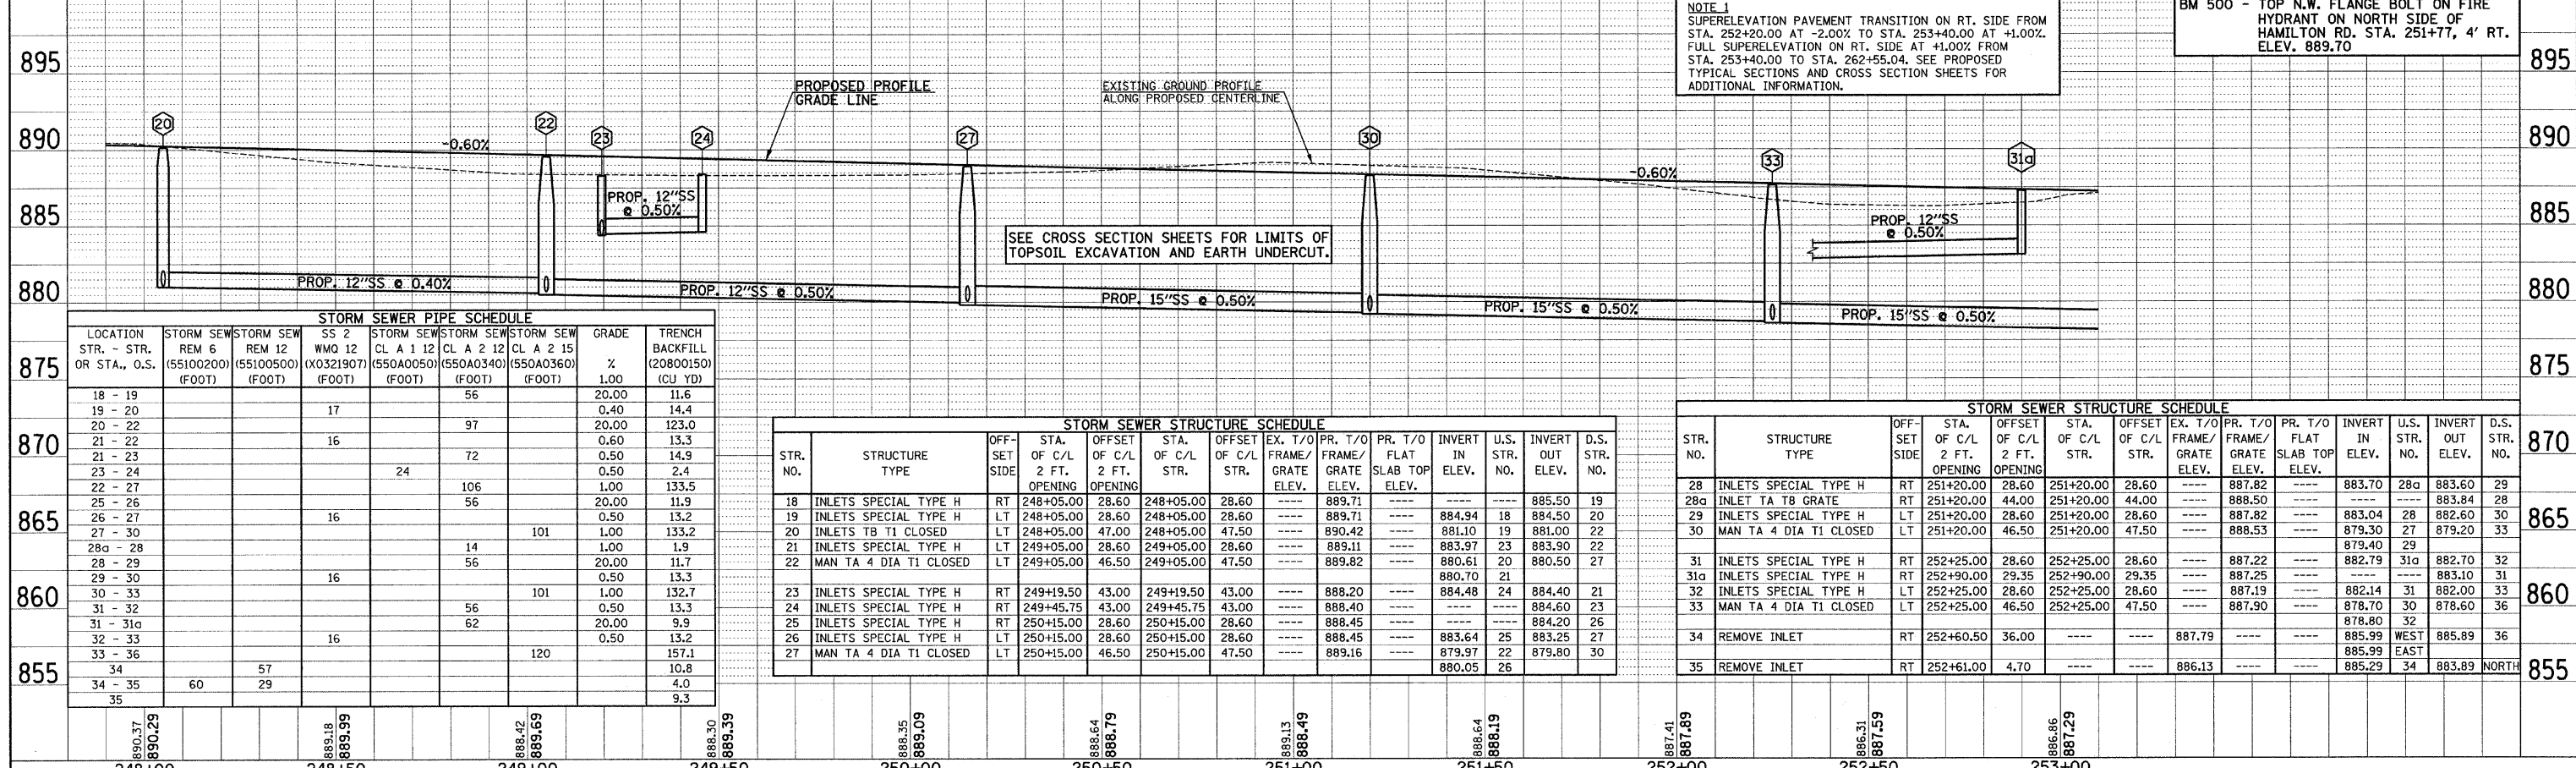 NOTE 1
SUPERELEVATION PAVEMENT TRANSITION ON RT. SIDE FROM
STA. 252+20.00 AT -2.00% TO STA. 253+40.00 AT +1.00%.
FULL SUPERELEVATION ON RT. SIDE AT +1.00% FROM
STA. 253+40.00 TO STA. 262+55.04. SEE PROPOSED
TYPICAL SECTIONS AND CROSS SECTION SHEETS FOR
ADDITIONAL INFORMATION.
BM 500 - TOP N.W. FLANGE BOLT ON FIRE
HYDRANT ON NORTH SIDE OF
HAMILTON RD. STA. 251+77, 4' RT.
ELEV. 889.70
895 895
PROPOSED PROFILE
GRADE LINE
EXISTING GROUND PROFILE
ALONG PROPOSED CENTERLINE
20 22 23 24 27 30 33 31a
890 890
-0.60% -0.60%
PROP. 12"SS
@ 0.50%
885 885
PROP. 12"SS
@ 0.50%
SEE CROSS SECTION SHEETS FOR LIMITS OF
TOPSOIL EXCAVATION AND EARTH UNDERCUT.
880 880
PROP. 12"SS @ 0.40% PROP. 12"SS @ 0.50% PROP. 15"SS @ 0.50% PROP. 15"SS @ 0.50% PROP. 15"SS @ 0.50%
875 875
870 870
865 865
860 860
855 855
STORM SEWER PIPE SCHEDULE
LOCATION STORM SEW STORM SEW SS 2 STORM SEW STORM SEW STORM SEW GRADE TRENCH
STR. - STR. REM 6 REM 12 WMQ 12 CL A 1 12 CL A 2 12 CL A 2 15 BACKFILL
OR STA., O.S. (55100200) (55100500) (X0321907) (550A0050) (550A0340) (550A0360) % (20800150)
(FOOT) (FOOT) (FOOT) (FOOT) (FOOT) (FOOT) 1.00 (CU YD)
18 - 19 56 20.00 11.6
19 - 20 17 0.40 14.4
20 - 22 97 20.00 123.0
21 - 22 16 0.60 13.3
21 - 23 72 0.50 14.9
23 - 24 24 0.50 2.4
22 - 27 106 1.00 133.5
25 - 26 56 20.00 11.9
26 - 27 16 0.50 13.2
27 - 30 101 1.00 133.2
28a - 28 14 1.00 1.9
28 - 29 56 20.00 11.7
29 - 30 16 0.50 13.3
30 - 33 101 1.00 132.7
31 - 32 56 0.50 13.3
31 - 31a 62 20.00 9.9
32 - 33 16 0.50 13.2
33 - 36 120 157.1
34 57 10.8
34 - 35 60 29 4.0
35 9.3
STORM SEWER STRUCTURE SCHEDULE
OFF- STA. OFFSET STA. OFFSET EX. T/O PR. T/O PR. T/O INVERT U.S. INVERT D.S.
STR. STRUCTURE SET OF C/L OF C/L OF C/L OF C/L FRAME/ FRAME/ FLAT IN STR. OUT STR.
NO. TYPE SIDE 2 FT. 2 FT. STR. STR. GRATE GRATE SLAB TOP ELEV. NO. ELEV. NO.
OPENING OPENING ELEV. ELEV. ELEV.
18 INLETS SPECIAL TYPE H RT 248+05.00 28.60 248+05.00 28.60 ---- 889.71 ---- ---- ---- 885.50 19
19 INLETS SPECIAL TYPE H LT 248+05.00 28.60 248+05.00 28.60 ---- 889.71 ---- 884.94 18 884.50 20
20 INLETS TB T1 CLOSED LT 248+05.00 47.00 248+05.00 47.50 ---- 890.42 ---- 881.10 19 881.00 22
21 INLETS SPECIAL TYPE H LT 249+05.00 28.60 249+05.00 28.60 ---- 889.11 ---- 883.97 23 883.90 22
22 MAN TA 4 DIA T1 CLOSED LT 249+05.00 46.50 249+05.00 47.50 ---- 889.82 ---- 880.61 20 880.50 27
880.70 21
23 INLETS SPECIAL TYPE H RT 249+19.50 43.00 249+19.50 43.00 ---- 888.20 ---- 884.48 24 884.40 21
24 INLETS SPECIAL TYPE H RT 249+45.75 43.00 249+45.75 43.00 ---- 888.40 ---- ---- ---- 884.60 23
25 INLETS SPECIAL TYPE H RT 250+15.00 28.60 250+15.00 28.60 ---- 888.45 ---- ---- ---- 884.20 26
26 INLETS SPECIAL TYPE H LT 250+15.00 28.60 250+15.00 28.60 ---- 888.45 ---- 883.64 25 883.25 27
27 MAN TA 4 DIA T1 CLOSED LT 250+15.00 46.50 250+15.00 47.50 ---- 889.16 ---- 879.97 22 879.80 30
880.05 26
STORM SEWER STRUCTURE SCHEDULE
OFF- STA. OFFSET STA. OFFSET EX. T/O PR. T/O PR. T/O INVERT U.S. INVERT D.S.
STR. STRUCTURE SET OF C/L OF C/L OF C/L OF C/L FRAME/ FRAME/ FLAT IN STR. OUT STR.
NO. TYPE SIDE 2 FT. 2 FT. STR. STR. GRATE GRATE SLAB TOP ELEV. NO. ELEV. NO.
OPENING OPENING ELEV. ELEV. ELEV.
28 INLETS SPECIAL TYPE H RT 251+20.00 28.60 251+20.00 28.60 ---- 887.82 ---- 883.70 28a 883.60 29
28a INLET TA T8 GRATE RT 251+20.00 44.00 251+20.00 44.00 ---- 888.50 ---- ---- ---- 883.84 28
29 INLETS SPECIAL TYPE H LT 251+20.00 28.60 251+20.00 28.60 ---- 887.82 ---- 883.04 28 882.60 30
30 MAN TA 4 DIA T1 CLOSED LT 251+20.00 46.50 251+20.00 47.50 ---- 888.53 ---- 879.30 27 879.20 33
879.40 29
31 INLETS SPECIAL TYPE H RT 252+25.00 28.60 252+25.00 28.60 ---- 887.22 ---- 882.79 31a 882.70 32
31a INLETS SPECIAL TYPE H RT 252+90.00 29.35 252+90.00 29.35 ---- 887.25 ---- ---- ---- 883.10 31
32 INLETS SPECIAL TYPE H LT 252+25.00 28.60 252+25.00 28.60 ---- 887.19 ---- 882.14 31 882.00 33
33 MAN TA 4 DIA T1 CLOSED LT 252+25.00 46.50 252+25.00 47.50 ---- 887.90 ---- 878.70 30 878.60 36
878.80 32
34 REMOVE INLET RT 252+60.50 36.00 ---- ---- 887.79 ---- ---- 885.99 WEST 885.89 36
885.99 EAST
35 REMOVE INLET RT 252+61.00 4.70 ---- ---- 886.13 ---- ---- 885.29 34 883.89 NORTH
890.37 890.29 889.18 889.99 888.42 889.69 888.30 889.39 888.35 889.09 888.64 888.79 889.13 888.49 888.64 888.19 887.41 887.89 886.31 887.59 886.86 887.29
248+00 248+50 249+00 249+50 250+00 250+50 251+00 251+50 252+00 252+50 253+00